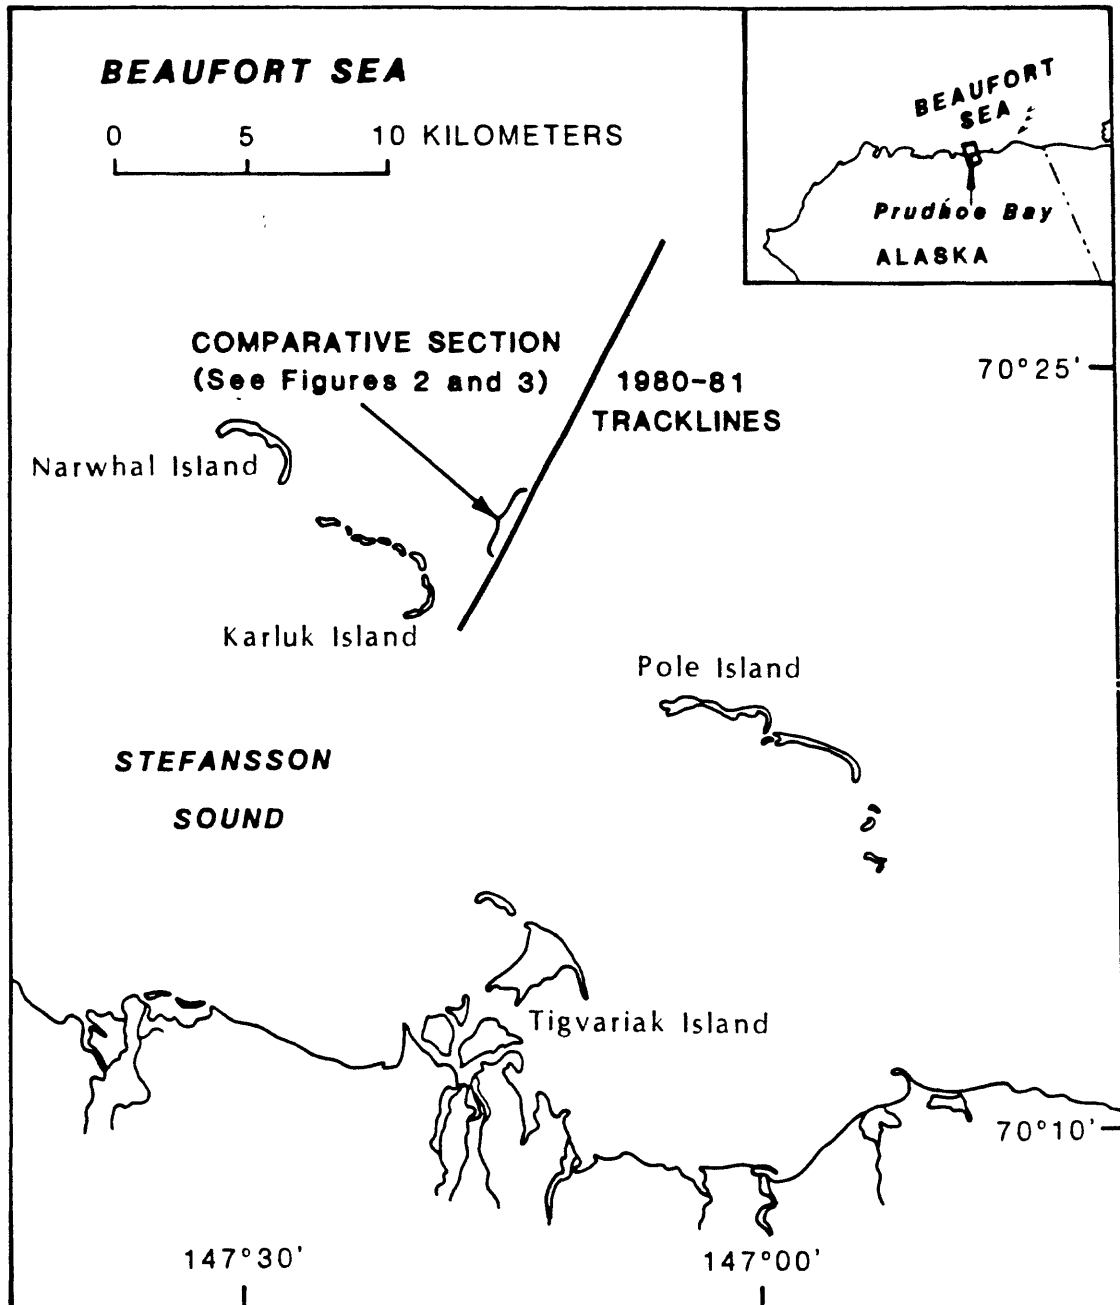 BEAUFORT SEA
0 5 10 KILOMETERS
BEAUFORT
SEA
Prudhoe Bay
ALASKA
COMPARATIVE SECTION
(See Figures 2 and 3)
1980-81
TRACKLINES
70°25'
Narwhal Island
Karluk Island
Pole Island
STEFANSSON
SOUND
Tigvariak Island
70°10'
147°30'
147°00'